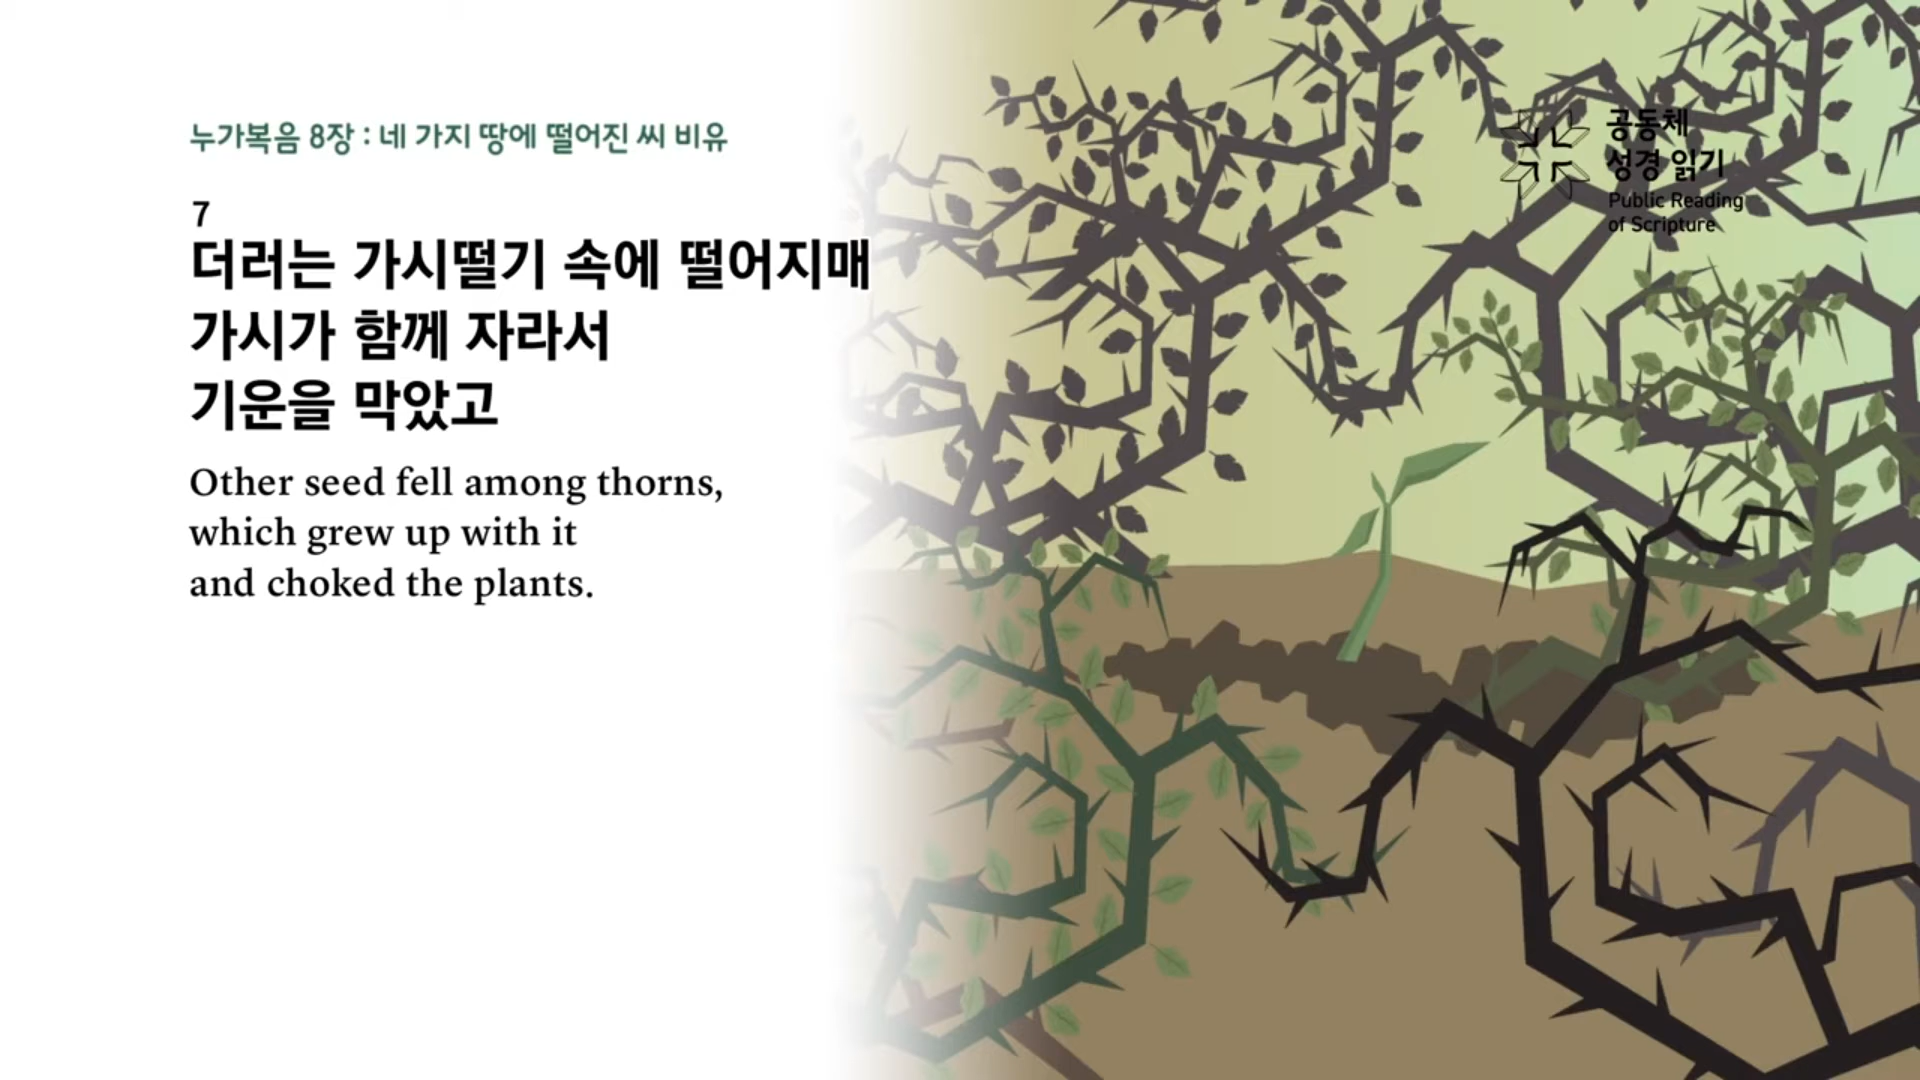 누가복음 8장 : 네 가지 땅에 떨어진 씨 비유
7
더러는 가시떨기 속에 떨어지매
가시가 함께 자라서
기운을 막았고
Other seed fell among thorns,
which grew up with it
and choked the plants.
공동체
성경 읽기
Public Reading
of Scripture